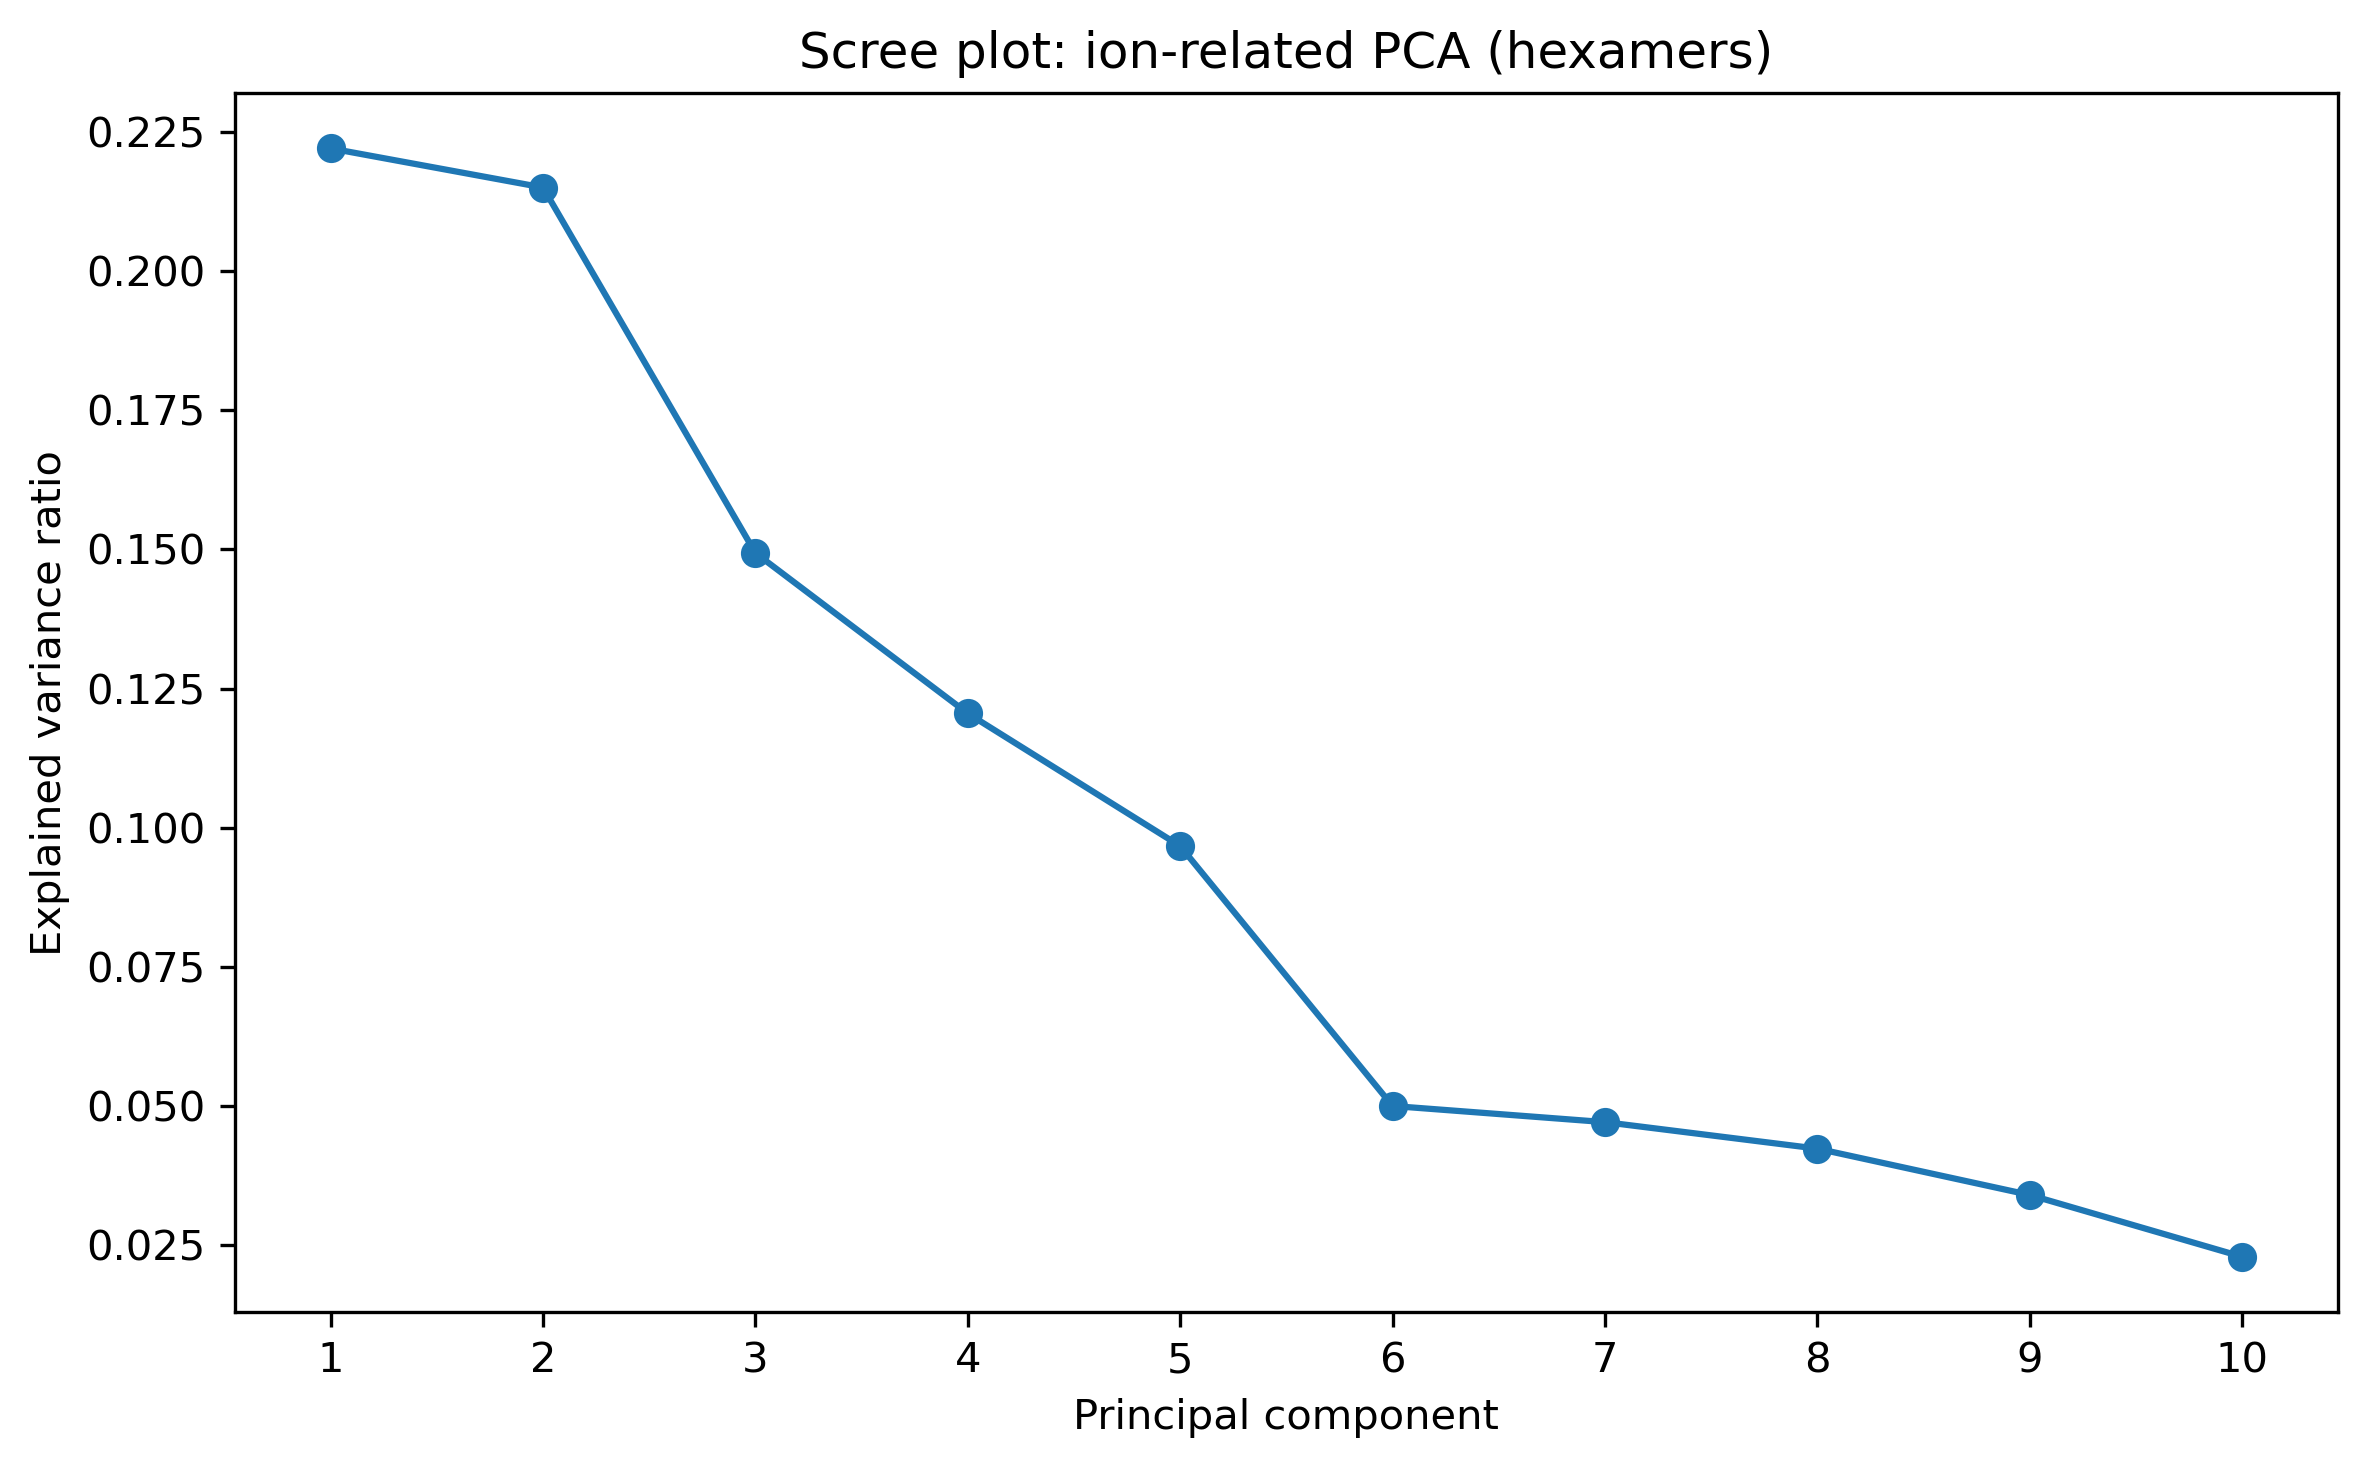 Scree plot: ion-related PCA (hexamers)
Explained variance ratio
0.225
0.200
0.175
0.150
0.125
0.100
0.075
0.050
0.025
1 2 3 4 5 6 7 8 9 10
Principal component